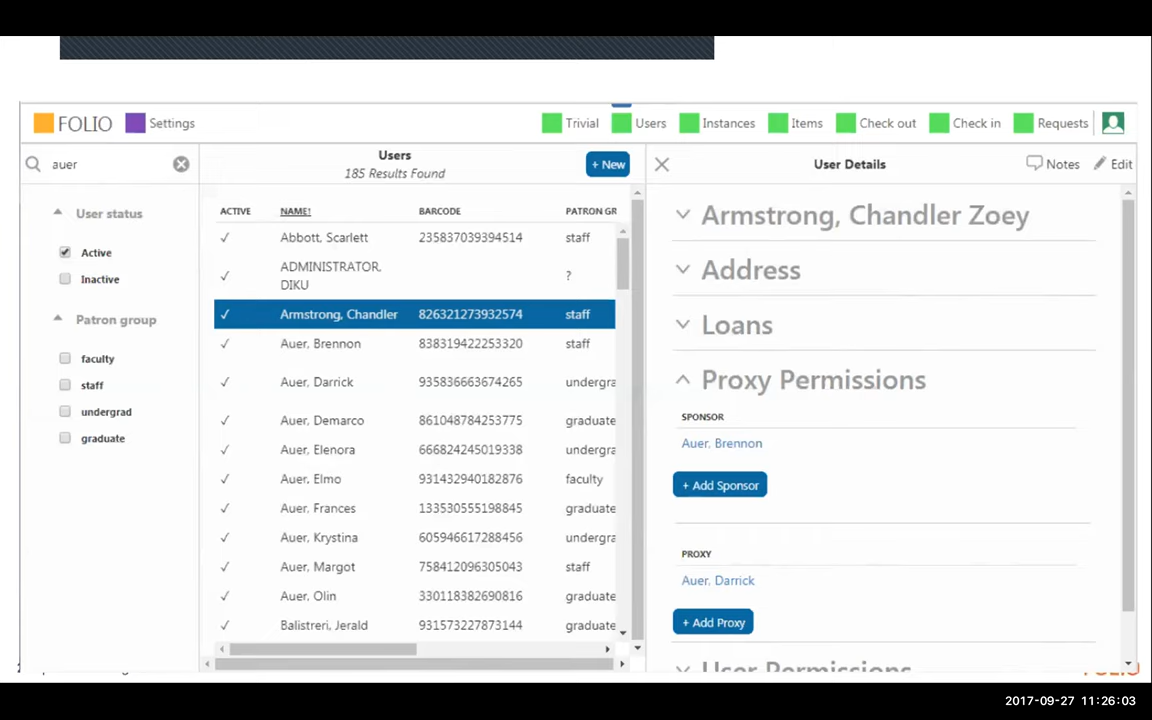 FOLIO Settings Trivial Users Instances Items Check out Check in Requests
auer
Users
185 Results Found
+ New
User Details
Notes
Edit
User status
Active
Inactive
Patron group
faculty
staff
undergrad
graduate
ACTIVE NAME↑ BARCODE PATRON GR
✓ Abbott, Scarlett 235837039394514 staff
✓ ADMINISTRATOR, ?
DIKU
✓ Armstrong, Chandler 826321273932574 staff
✓ Auer, Brennon 838319422253320 staff
✓ Auer, Darrick 935836663674265 undergra
✓ Auer, Demarco 861048784253775 graduate
✓ Auer, Elenora 666824245019338 undergra
✓ Auer, Elmo 931432940182876 faculty
✓ Auer, Frances 133530555198845 graduate
✓ Auer, Krystina 605946617288456 undergra
✓ Auer, Margot 758412096305043 staff
✓ Auer, Olin 330118382690816 graduate
✓ Balistreri, Jerald 931573227873144 graduate
Armstrong, Chandler Zoey
Address
Loans
Proxy Permissions
SPONSOR
Auer, Brennon
+ Add Sponsor
PROXY
Auer, Darrick
+ Add Proxy
User Permissions
FOLIO
2017-09-27 11:26:03